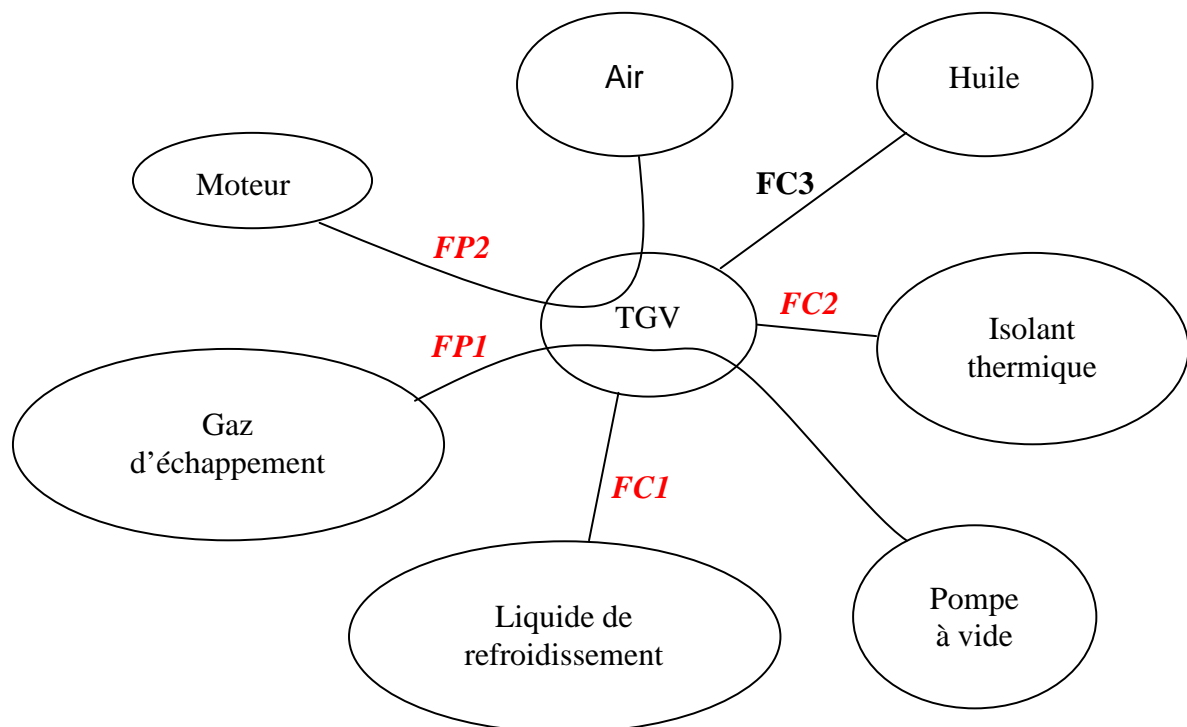 Air
Huile
Moteur
FC3
FP2
TGV
FC2
Isolant
thermique
FP1
Gaz
d’échappement
FC1
Liquide de
refroidissement
Pompe
à vide